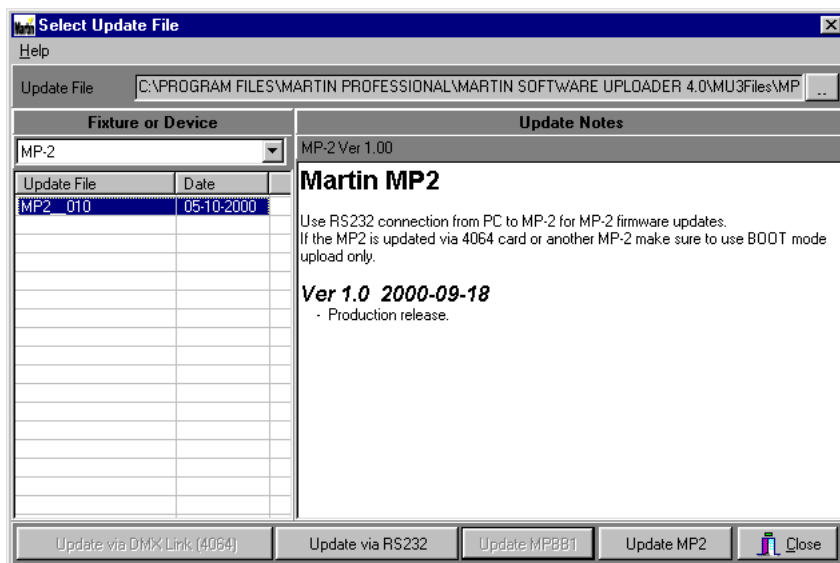 Martin Select Update File
Help
Update File C:\PROGRAM FILES\MARTIN PROFESSIONAL\MARTIN SOFTWARE UPLOADER 4.0\MU3Files\MP ..
Fixture or Device
Update Notes
MP-2
MP-2 Ver 1.00
Update File Date
MP2__010 05-10-2000
Martin MP2
Use RS232 connection from PC to MP-2 for MP-2 firmware updates.
If the MP2 is updated via 4064 card or another MP-2 make sure to use BOOT mode
upload only.
Ver 1.0 2000-09-18
- Production release.
Update via DMX Link (4064) Update via RS232 Update MPBB1 Update MP2 Close